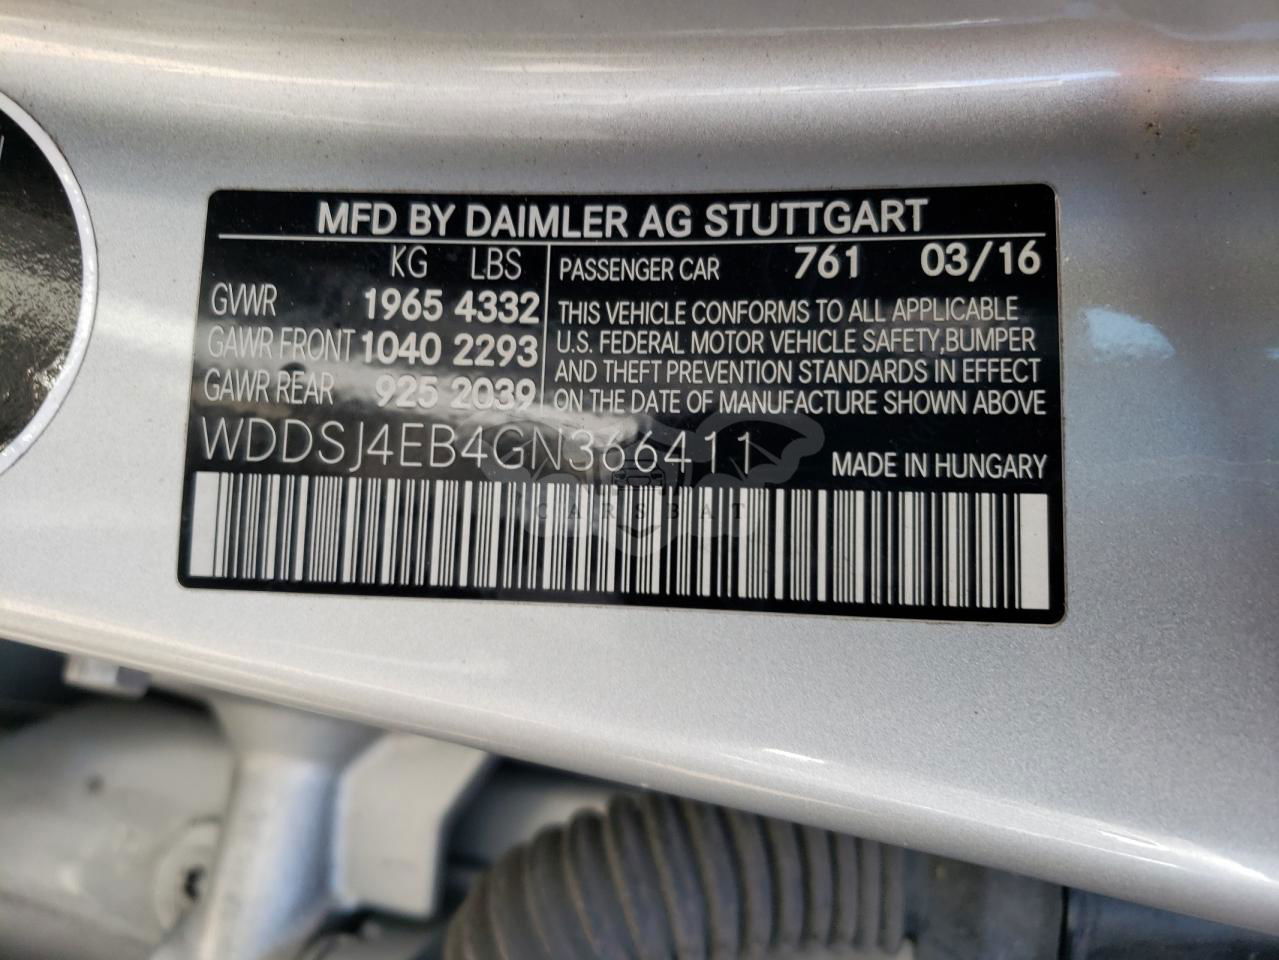 MFD BY DAIMLER AG STUTTGART
KG LBS
GVWR 1965 4332
GAWR FRONT 1040 2293
GAWR REAR 925 2039
PASSENGER CAR 761 03/16
THIS VEHICLE CONFORMS TO ALL APPLICABLE
U.S. FEDERAL MOTOR VEHICLE SAFETY,BUMPER
AND THEFT PREVENTION STANDARDS IN EFFECT
ON THE DATE OF MANUFACTURE SHOWN ABOVE
WDDSJ4EB4GN366411 MADE IN HUNGARY
CARSBAT